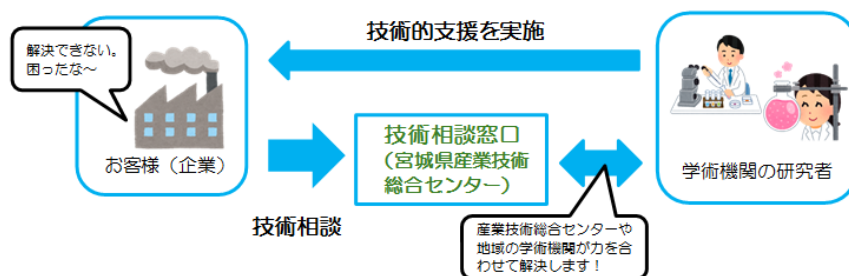 技術的支援を実施
解決できない。
困ったな～
お客様（企業）
技術相談窓口
（宮城県産業技術
総合センター）
学術機関の研究者
技術相談
産業技術総合センターや
地域の学術機関が力を合
わせて解決します！